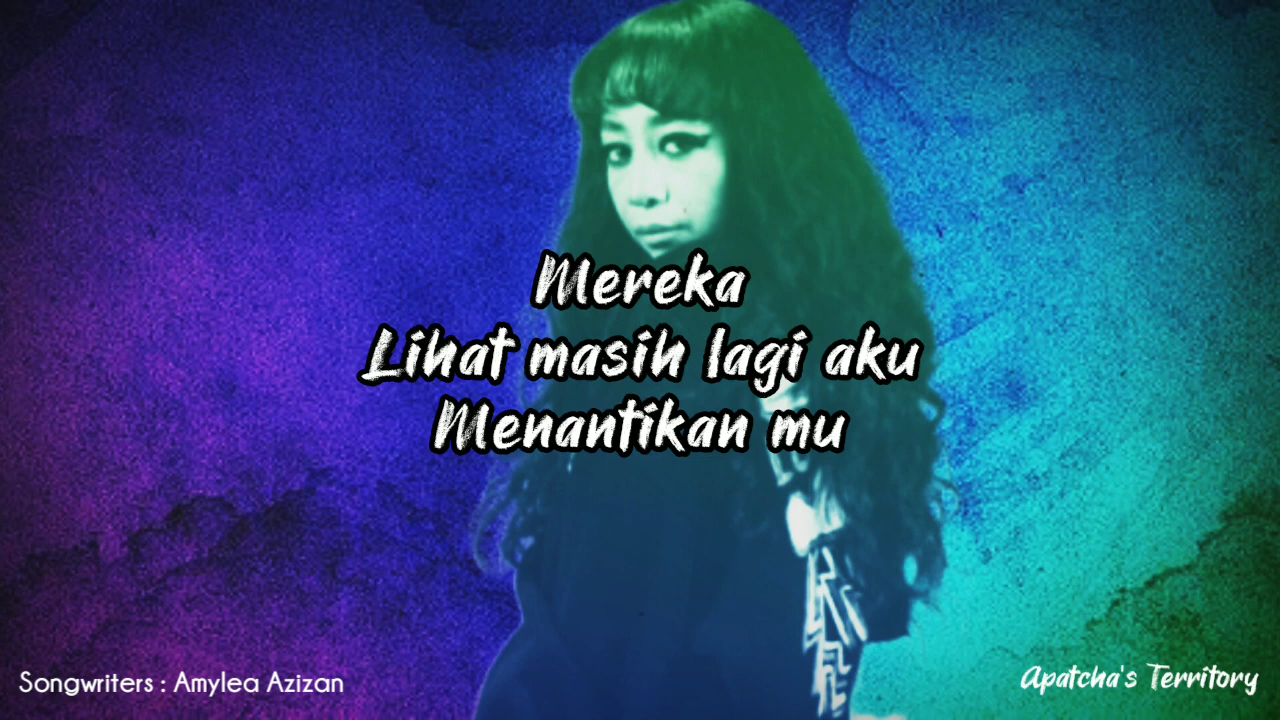 Mereka
Lihat masih lagi aku
Menantikan mu
Songwriters : Amylea Azizan
Apatcha's Territory